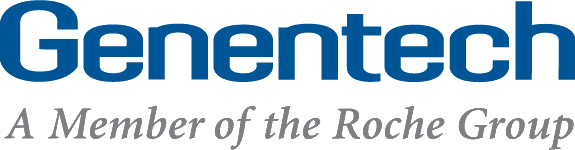 Genentech
A Member of the Roche Group